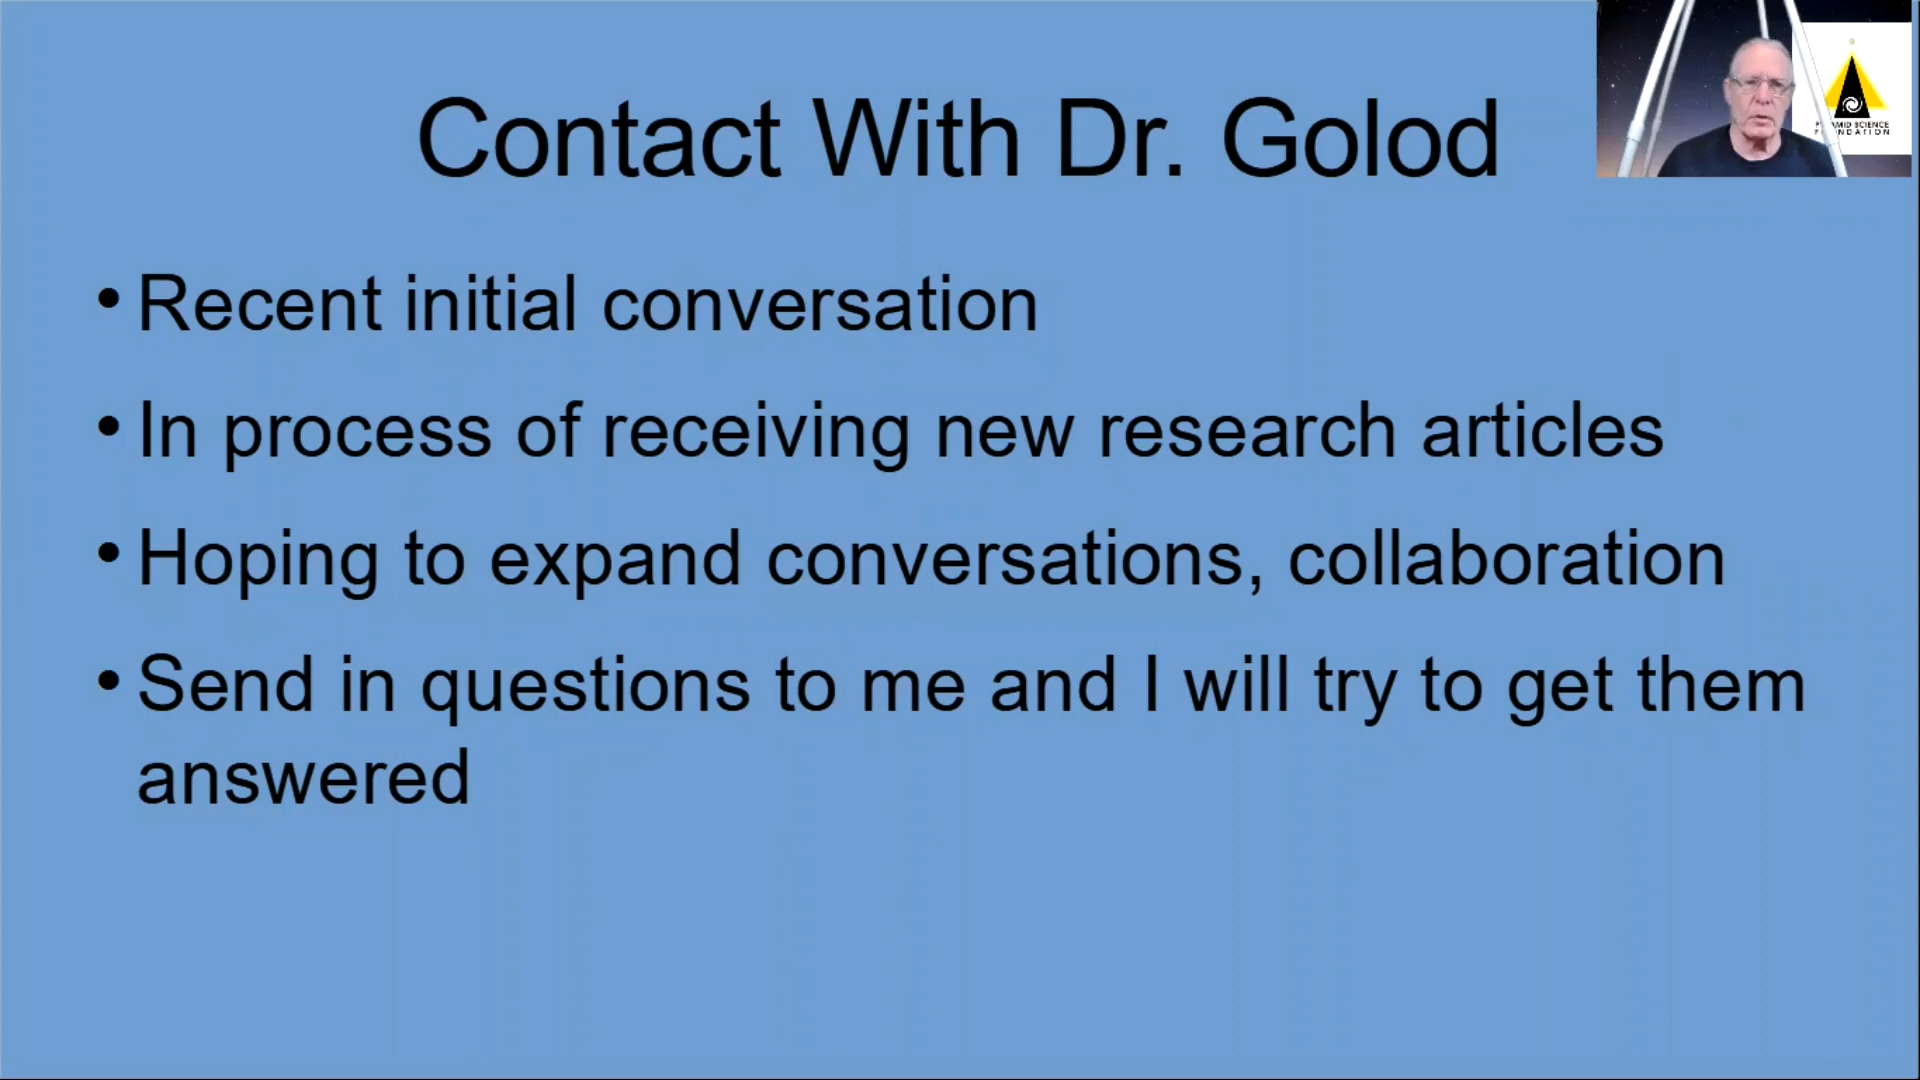 Contact With Dr. Golod
• Recent initial conversation
• In process of receiving new research articles
• Hoping to expand conversations, collaboration
• Send in questions to me and I will try to get them
answered
SCIENCE